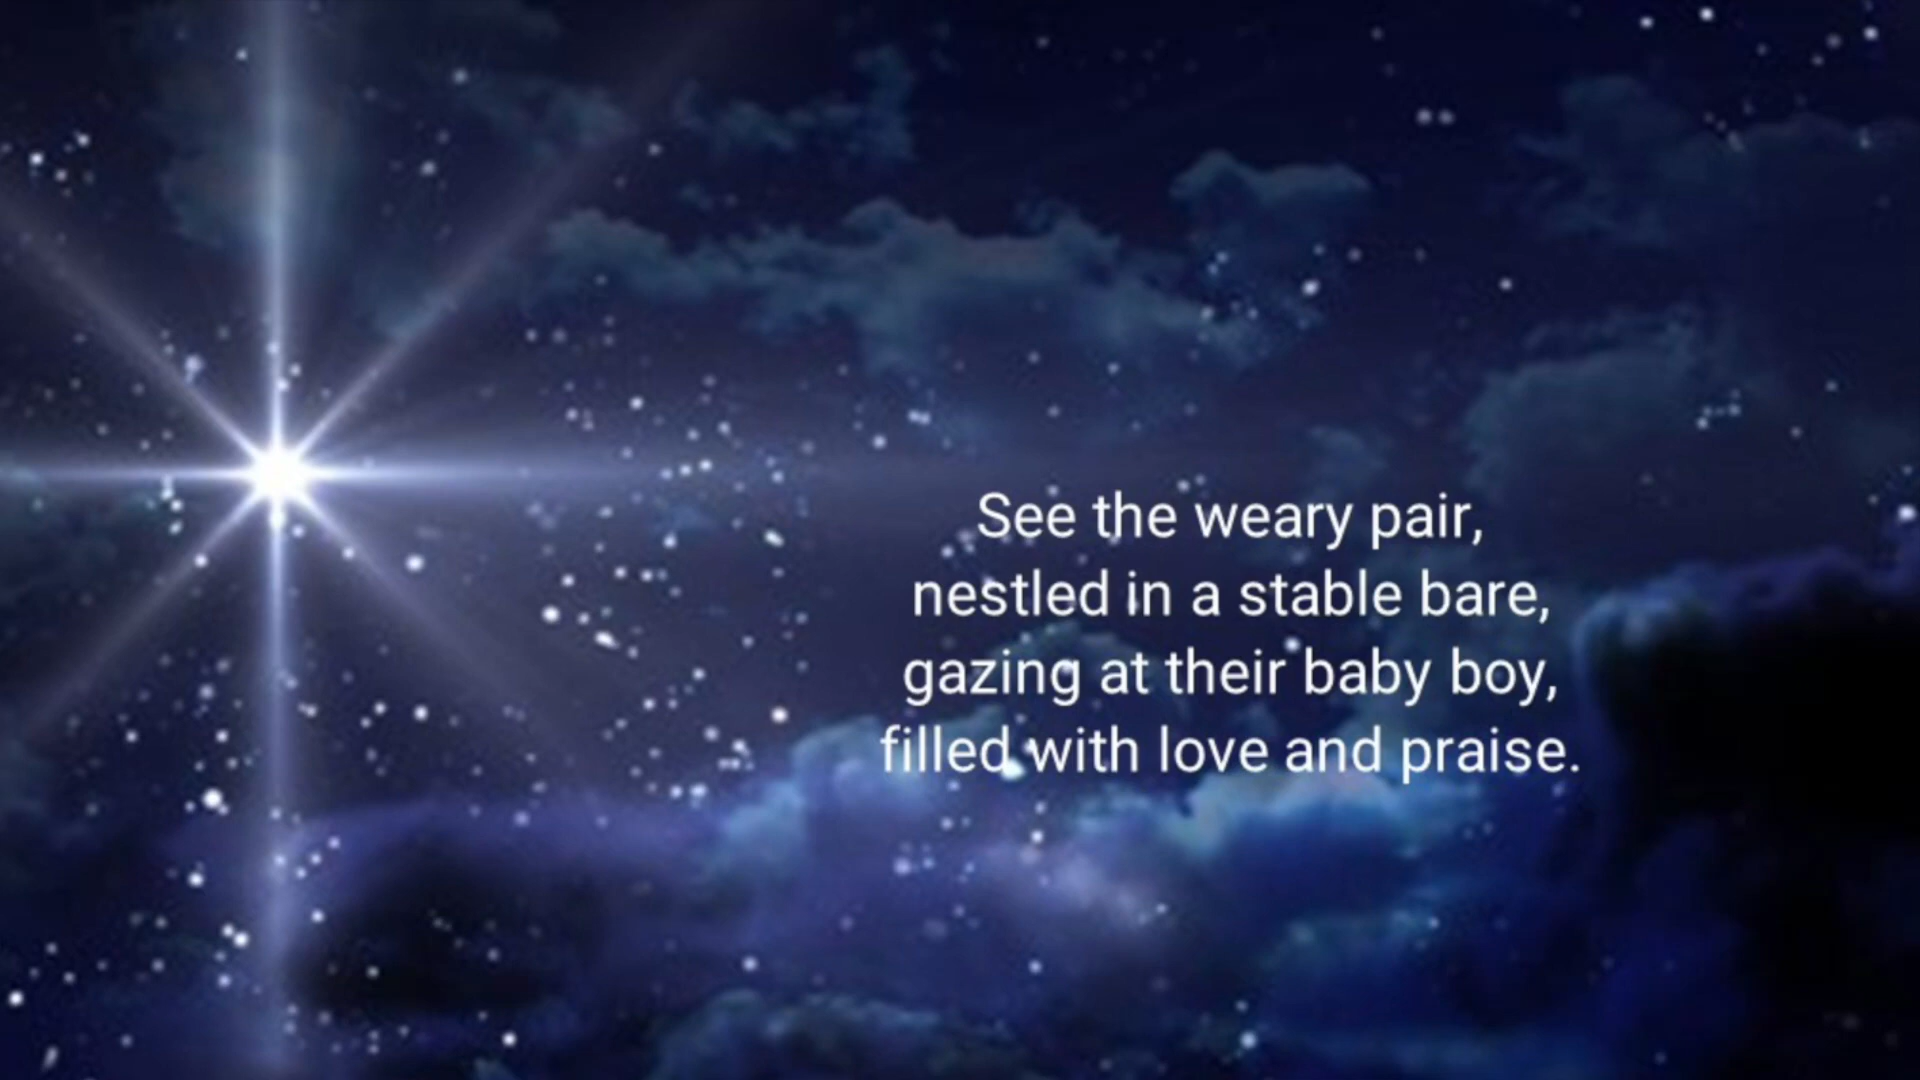 See the weary pair,
nestled in a stable bare,
gazing at their baby boy,
filled with love and praise.